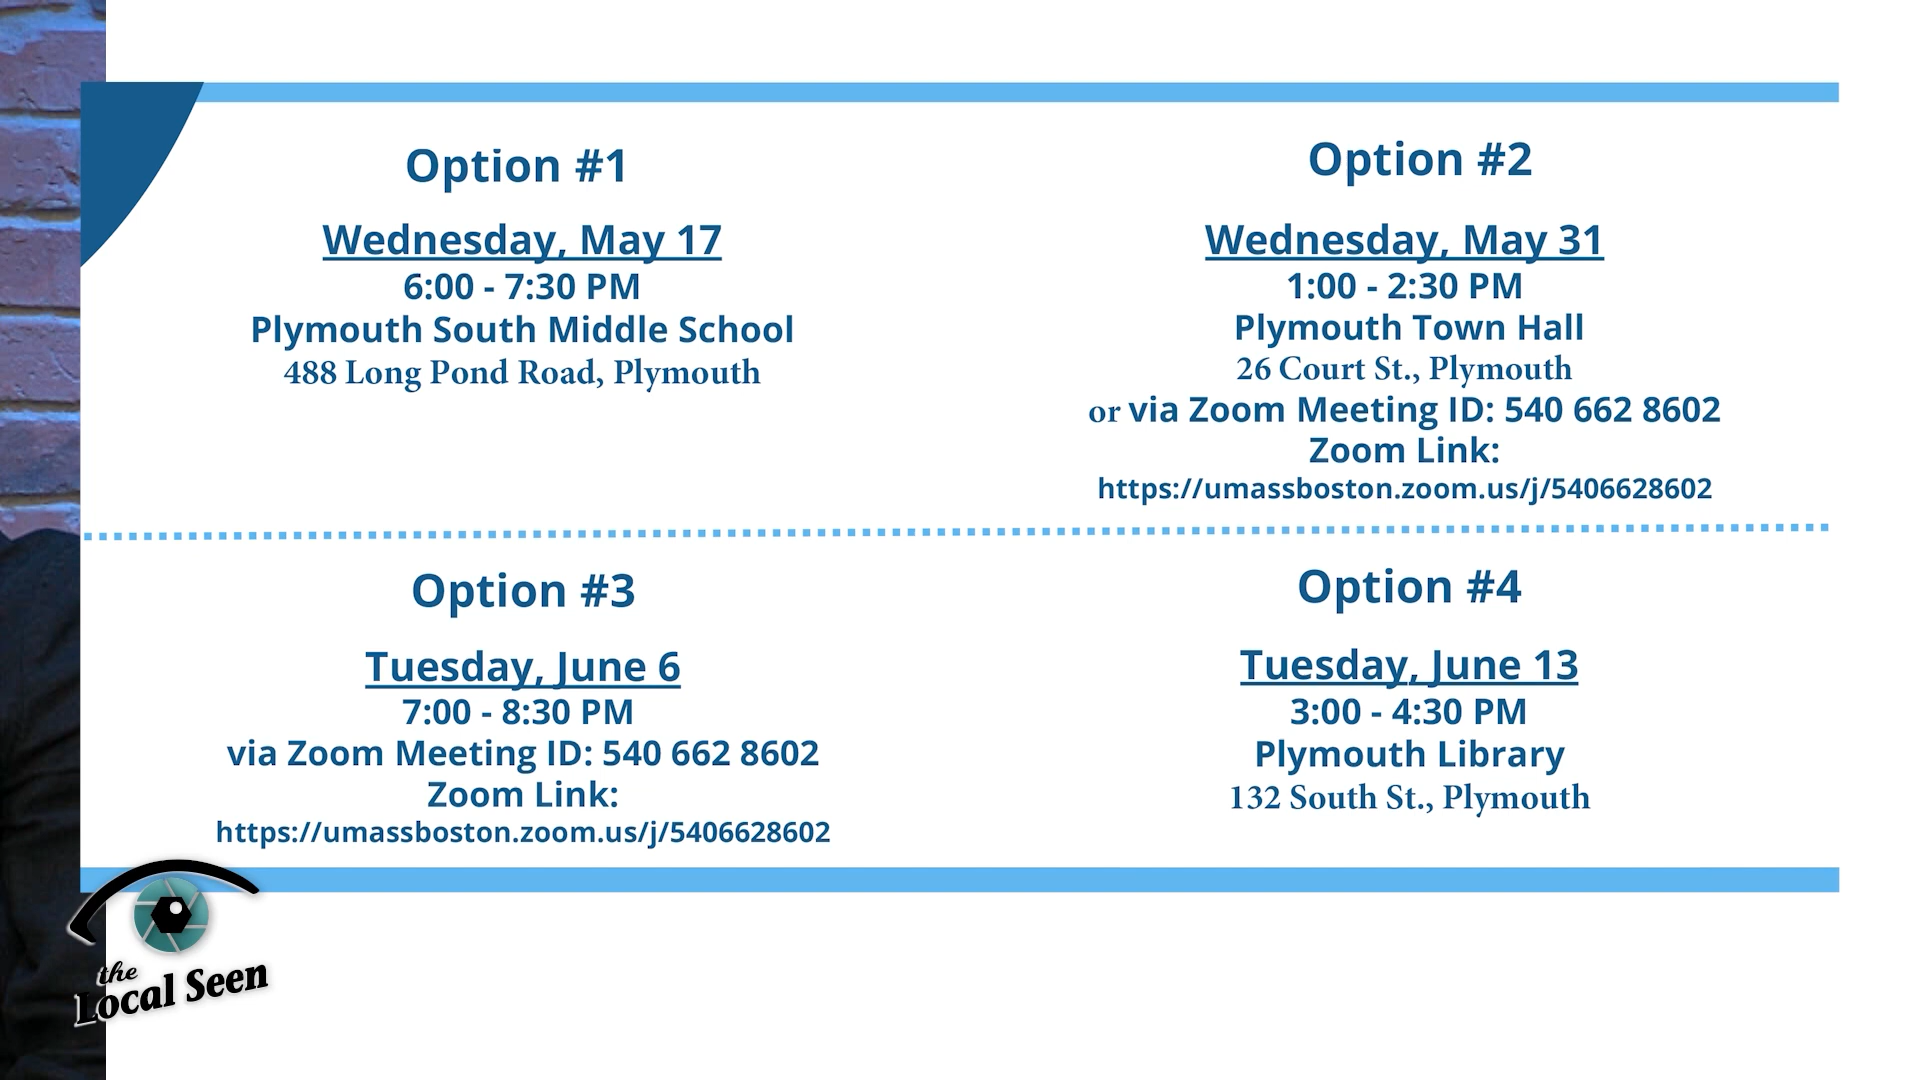 Option #1
Wednesday, May 17
6:00 - 7:30 PM
Plymouth South Middle School
488 Long Pond Road, Plymouth
Option #2
Wednesday, May 31
1:00 - 2:30 PM
Plymouth Town Hall
26 Court St., Plymouth
or via Zoom Meeting ID: 540 662 8602
Zoom Link:
https://umassboston.zoom.us/j/5406628602
Option #3
Tuesday, June 6
7:00 - 8:30 PM
via Zoom Meeting ID: 540 662 8602
Zoom Link:
https://umassboston.zoom.us/j/5406628602
Option #4
Tuesday, June 13
3:00 - 4:30 PM
Plymouth Library
132 South St., Plymouth
the
Local Seen